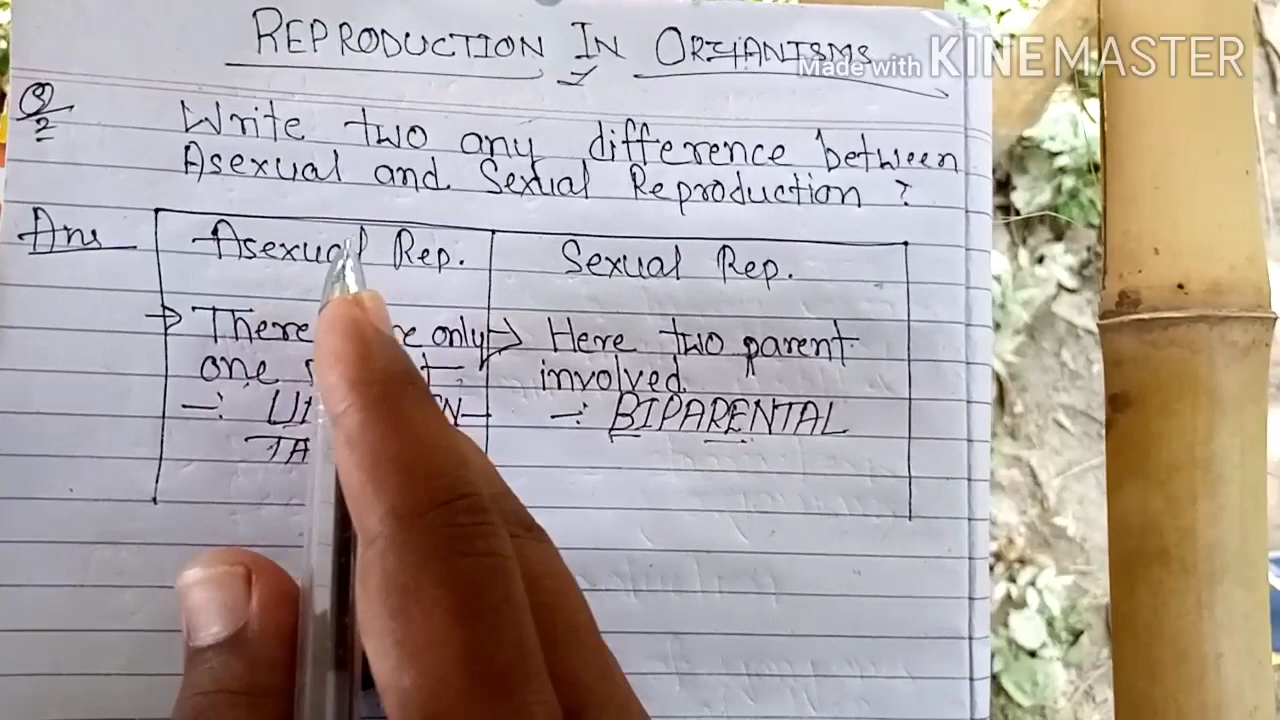 REPRODUCTION IN ORGANISMS
Made with KINEMASTER
Q
2
Write two any difference between
Asexual and Sexual Reproduction ?
Ans
Asexual Rep.
Sexual Rep.
→ There only
one
→ Here two parent
involved.
-: BIPARENTAL